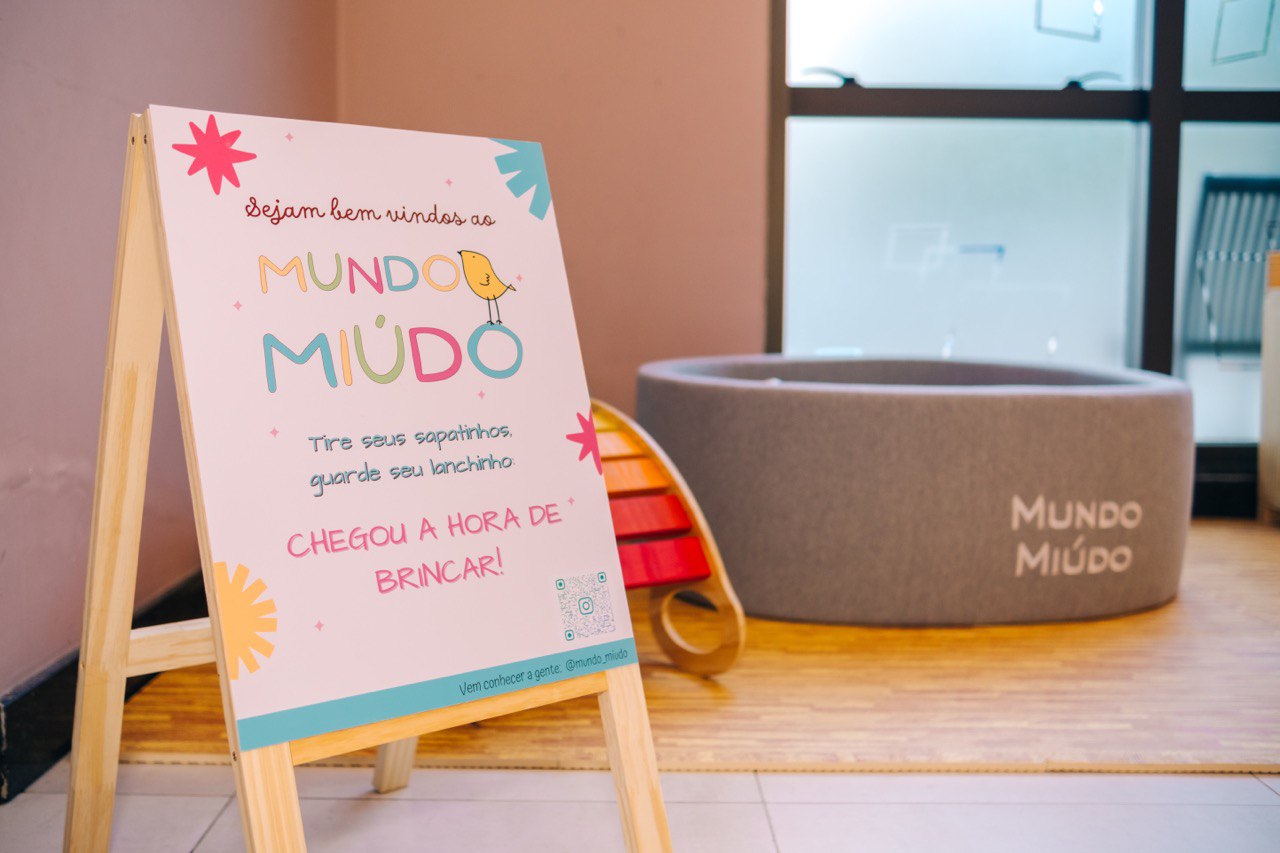 Sejam bem vindos ao
MUNDO
MIÚDO
Tire seus sapatinhos,
guarde seu lanchinho:
CHEGOU A HORA DE
BRINCAR!
Vem conhecer a gente: @mundo_miudo
MUNDO
MIÚDO